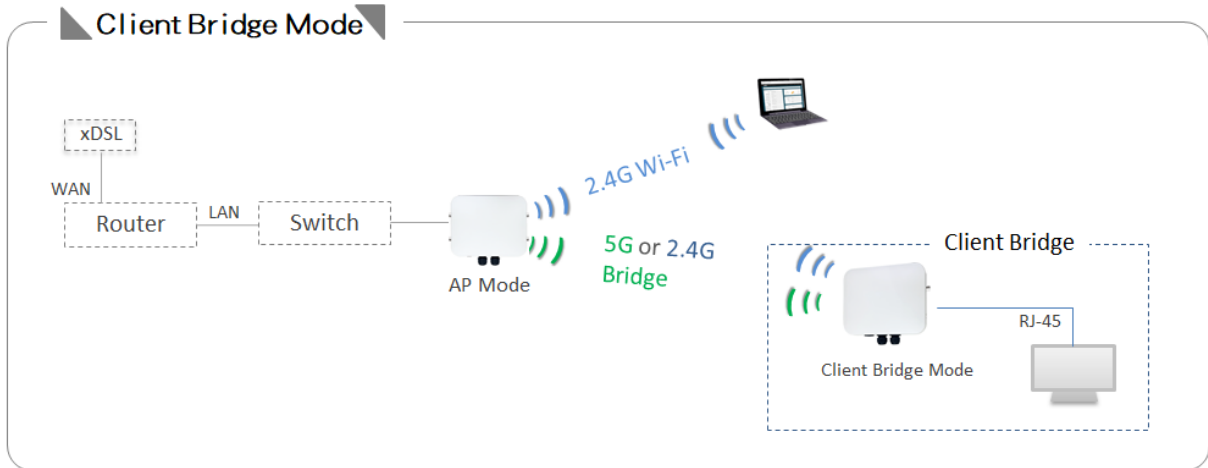 Client Bridge Mode
xDSL
WAN
Router
LAN
Switch
AP Mode
2.4G Wi-Fi
5G or 2.4G
Bridge
Client Bridge
RJ-45
Client Bridge Mode